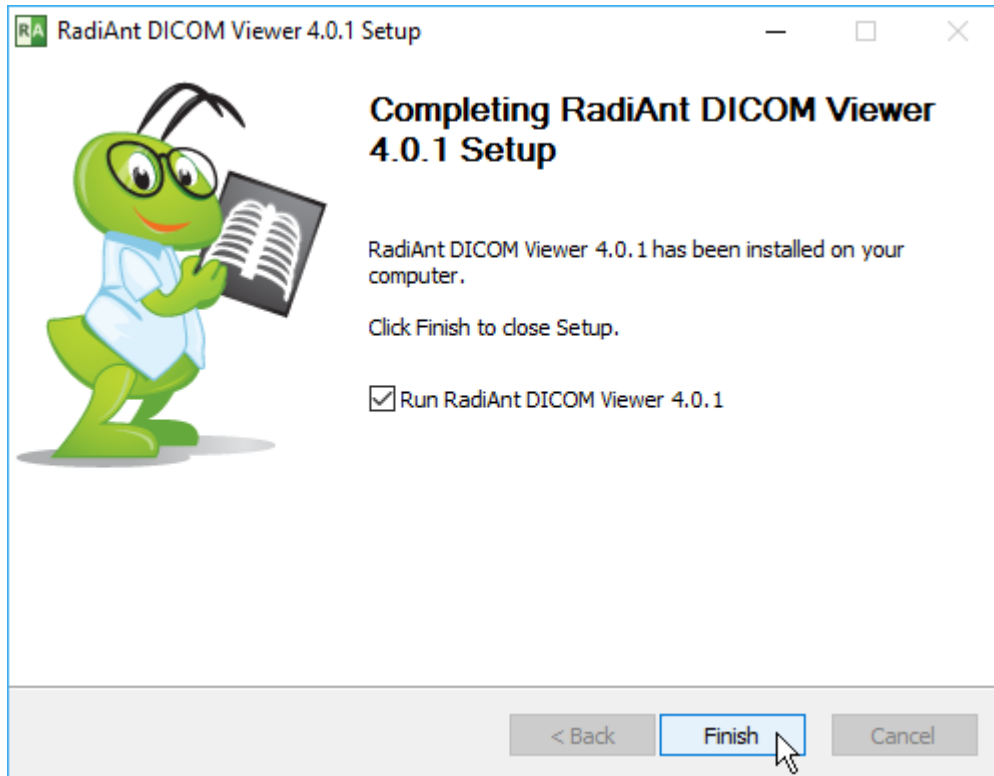 RA RadiAnt DICOM Viewer 4.0.1 Setup
Completing RadiAnt DICOM Viewer
4.0.1 Setup
RadiAnt DICOM Viewer 4.0.1 has been installed on your
computer.
Click Finish to close Setup.
Run RadiAnt DICOM Viewer 4.0.1
< Back Finish Cancel